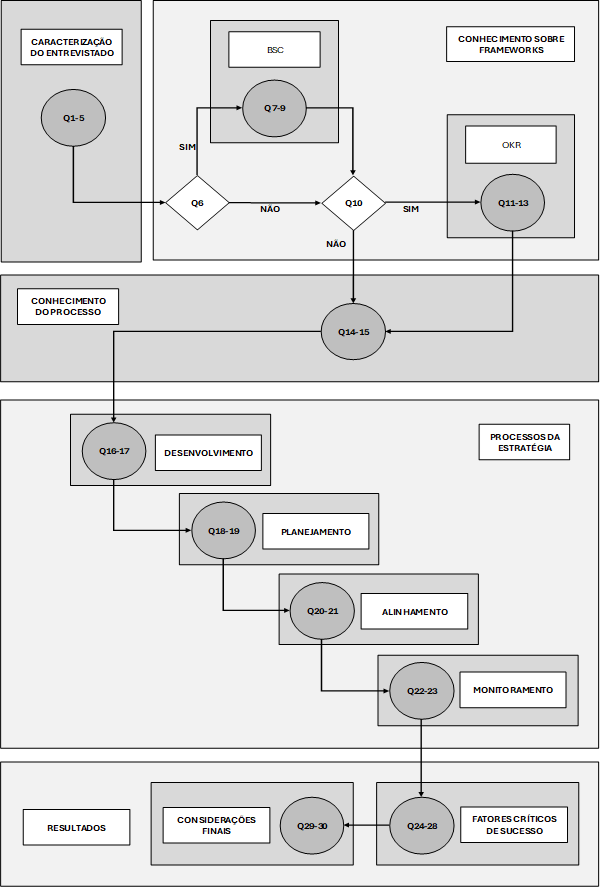 CARACTERIZAÇÃO
DO ENTREVISTADO
Q1-5
BSC
Q7-9
CONHECIMENTO SOBRE
FRAMEWORKS
OKR
Q11-13
SIM
Q6
NÃO
Q10
SIM
NÃO
CONHECIMENTO
DO PROCESSO
Q14-15
PROCESSOS DA
ESTRATÉGIA
Q16-17
DESENVOLVIMENTO
Q18-19
PLANEJAMENTO
Q20-21
ALINHAMENTO
Q22-23
MONITORAMENTO
RESULTADOS
CONSIDERAÇÕES
FINAIS
Q29-30
Q24-28
FATORES CRÍTICOS
DE SUCESSO